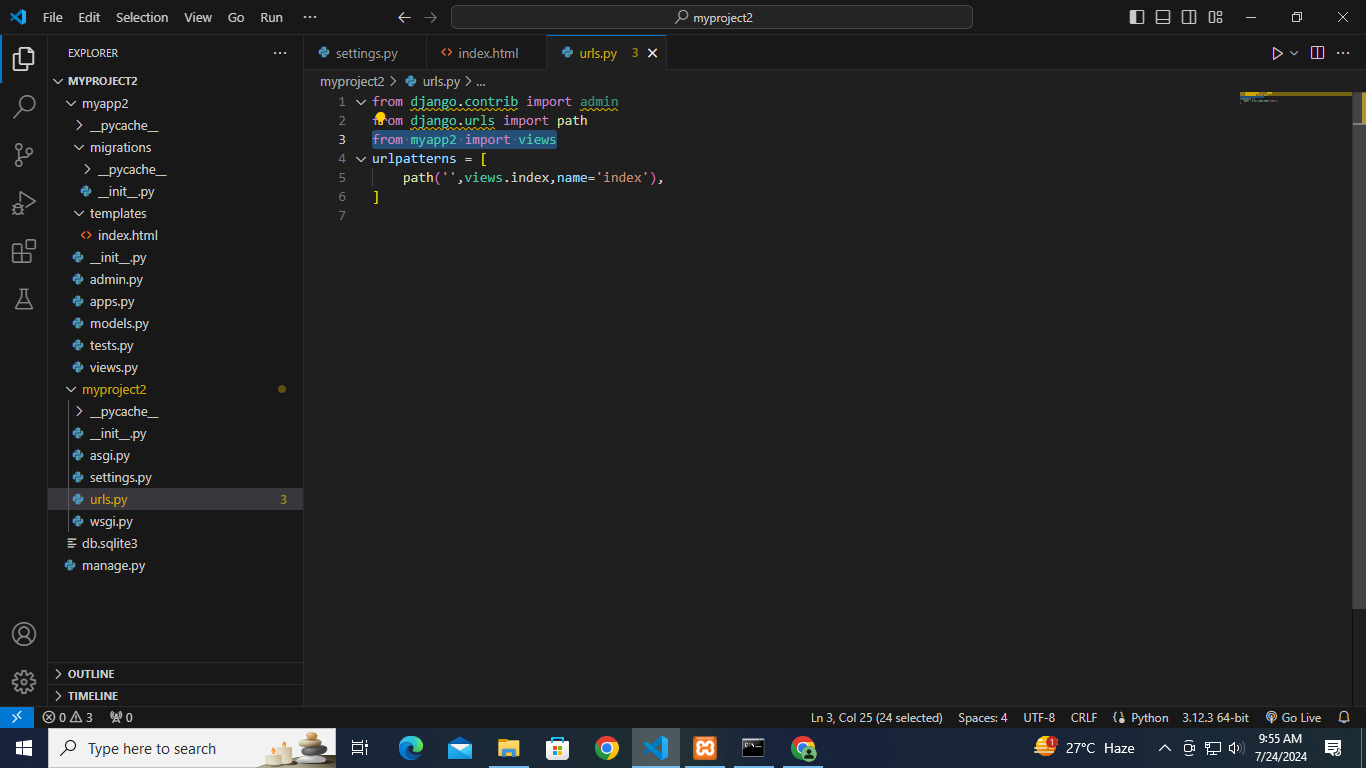 File Edit Selection View Go Run ···
myproject2
EXPLORER ···
MYPROJECT2
myapp2
__pycache__
migrations
__pycache__
__init__.py
templates
index.html
__init__.py
admin.py
apps.py
models.py
tests.py
views.py
myproject2
__pycache__
__init__.py
asgi.py
settings.py
urls.py 3
wsgi.py
db.sqlite3
manage.py
OUTLINE
TIMELINE
settings.py index.html urls.py 3
myproject2 > urls.py > ...
1 from django.contrib import admin
2 from django.urls import path
3 from myapp2 import views
4 urlpatterns = [
5 path('',views.index,name='index'),
6 ]
7
0 3 0
Ln 3, Col 25 (24 selected) Spaces: 4 UTF-8 CRLF Python 3.12.3 64-bit Go Live
Type here to search
1 27°C Haze
9:55 AM
7/24/2024